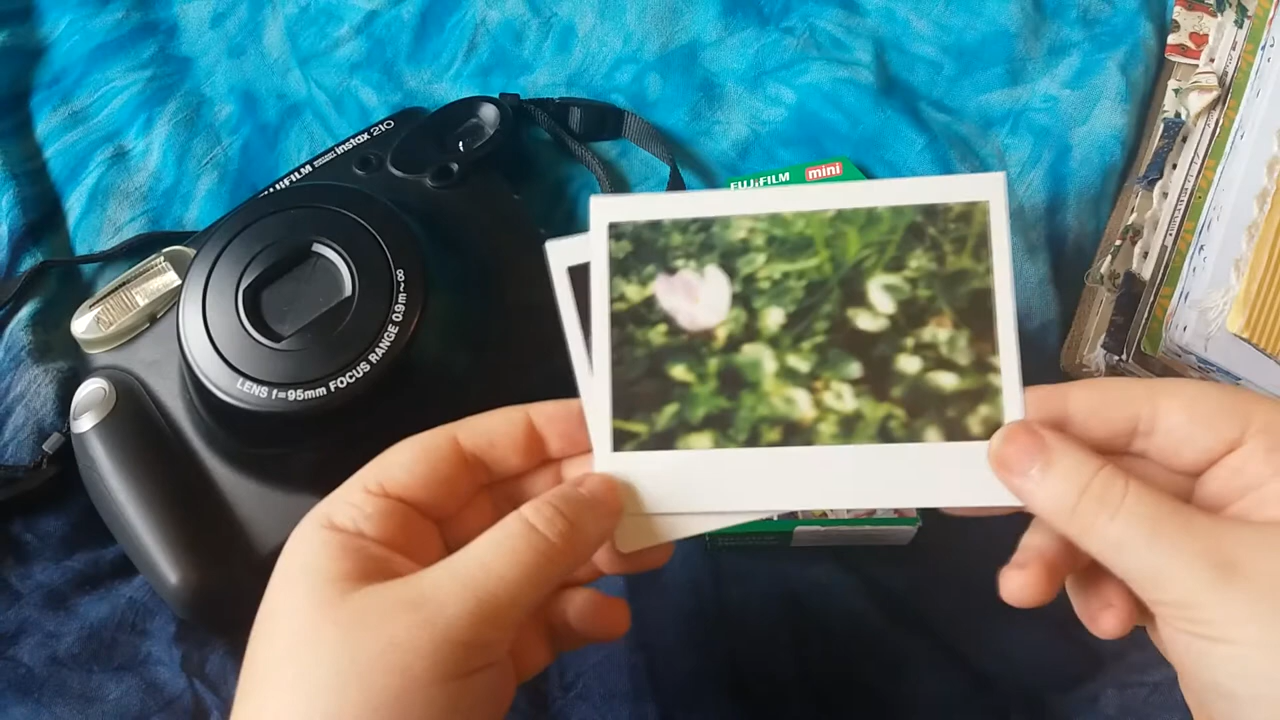 FUJIFILM instax 210
LENS f=95mm FOCUS RANGE 0.9m~∞
FUJIFILM mini